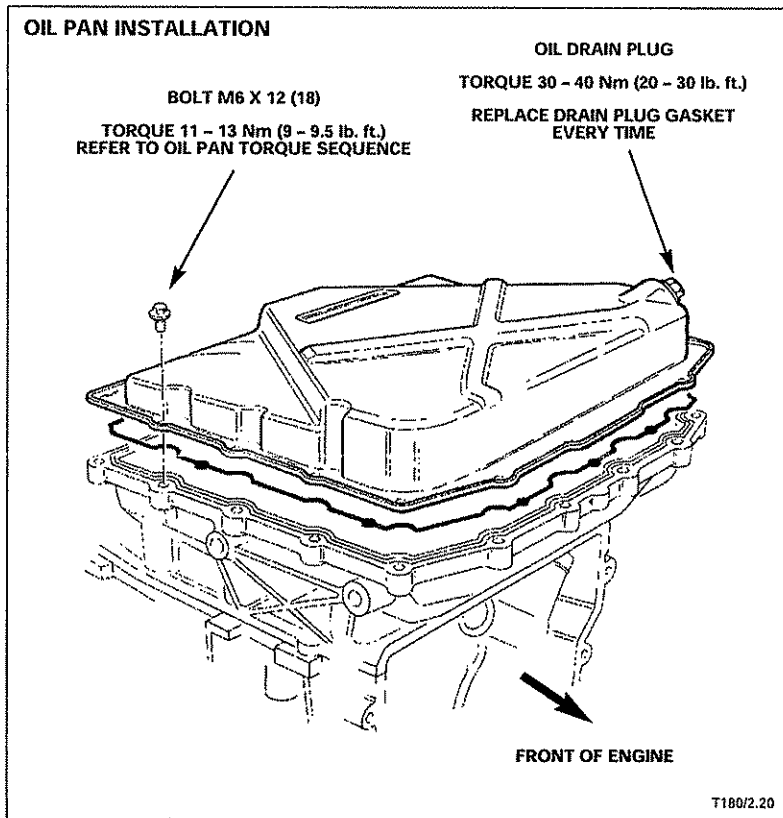 OIL PAN INSTALLATION
BOLT M6 X 12 (18)
TORQUE 11 – 13 Nm (9 – 9.5 lb. ft.)
REFER TO OIL PAN TORQUE SEQUENCE
OIL DRAIN PLUG
TORQUE 30 – 40 Nm (20 – 30 lb. ft.)
REPLACE DRAIN PLUG GASKET
EVERY TIME
FRONT OF ENGINE
T180/2.20